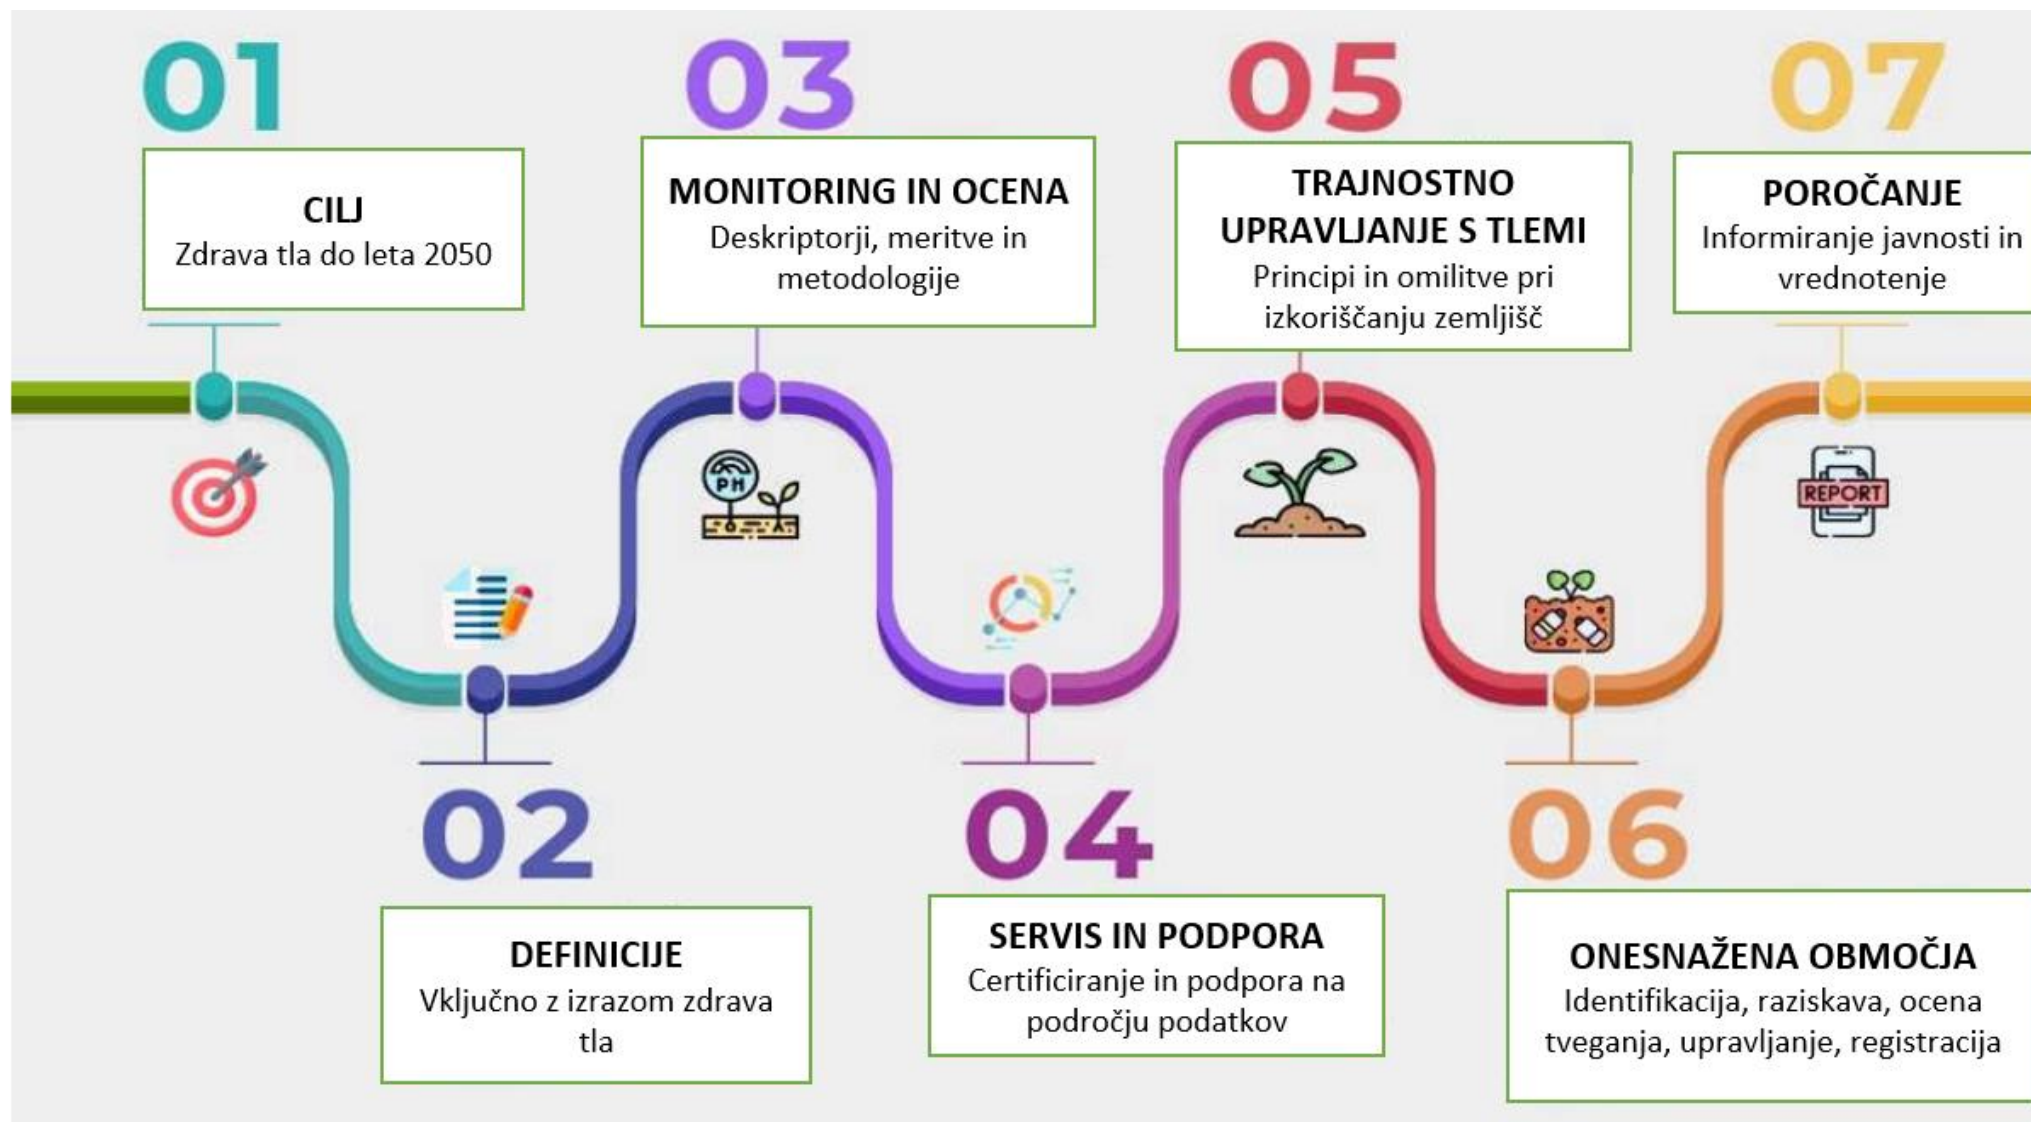 01
CILJ
Zdrava tla do leta 2050
02
DEFINICIJE
Vključno z izrazom zdrava
tla
03
MONITORING IN OCENA
Deskriptorji, meritve in
metodologije
PH
04
SERVIS IN PODPORA
Certificiranje in podpora na
področju podatkov
05
TRAJNOSTNO
UPRAVLJANJE S TLEMI
Principi in omilitve pri
izkoriščanju zemljišč
06
ONESNAŽENA OBMOČJA
Identifikacija, raziskava, ocena
tveganja, upravljanje, registracija
07
POROČANJE
Informiranje javnosti in
vrednotenje
REPORT